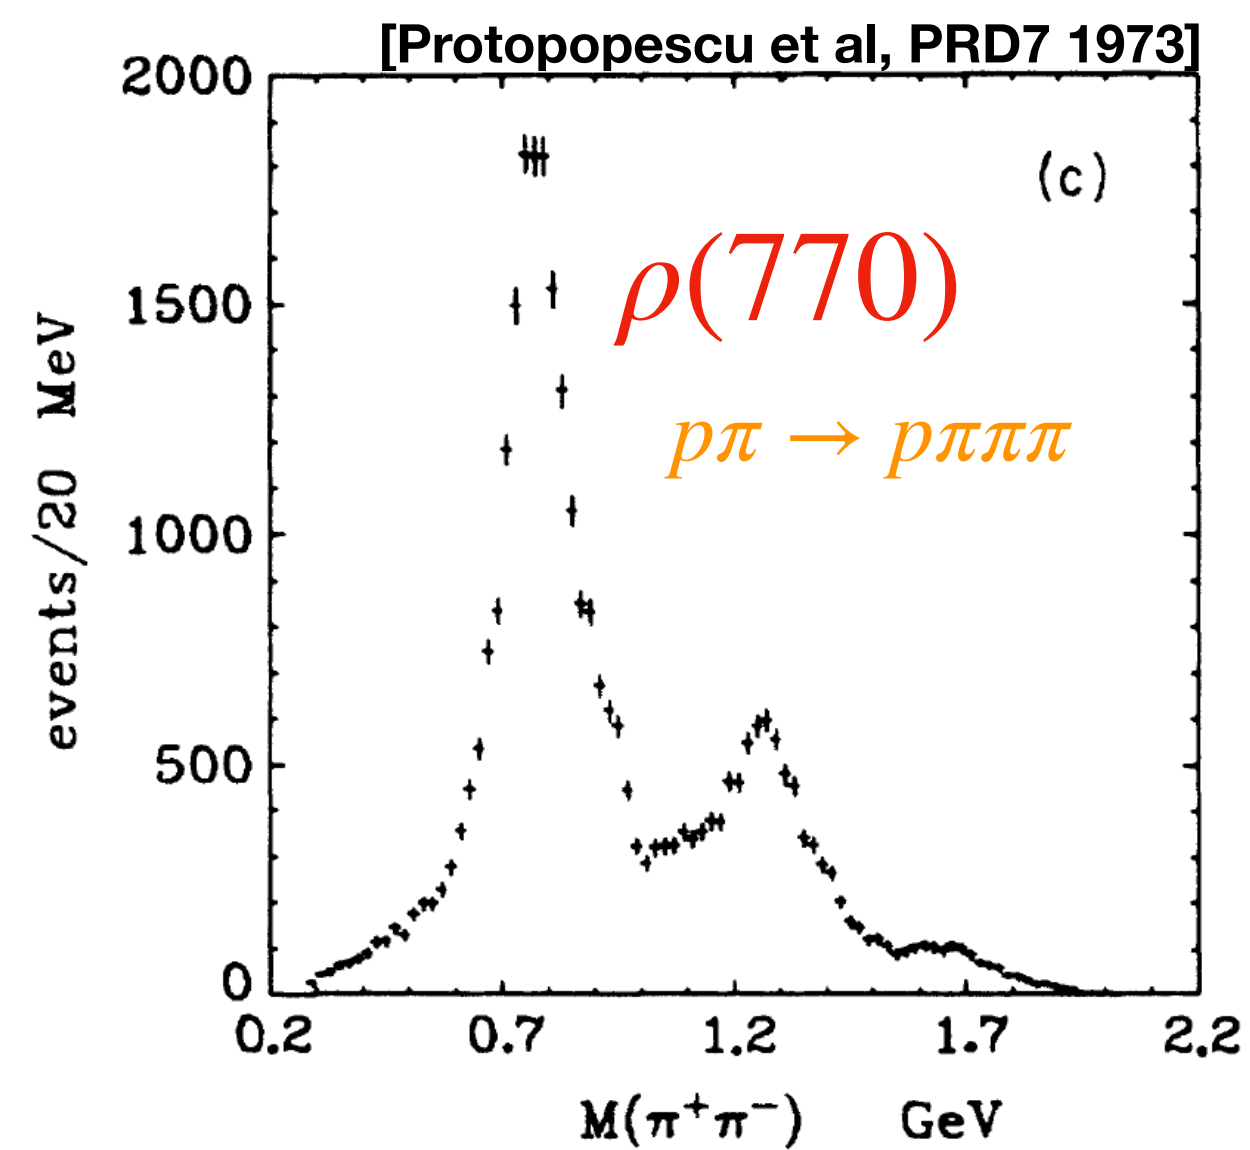 [Protopopescu et al, PRD7 1973]
2000
(c)
ρ(770)
1500
pπ → pπππ
1000
500
0
0.2 0.7 1.2 1.7 2.2
events/20 MeV
M(π⁺π⁻) GeV